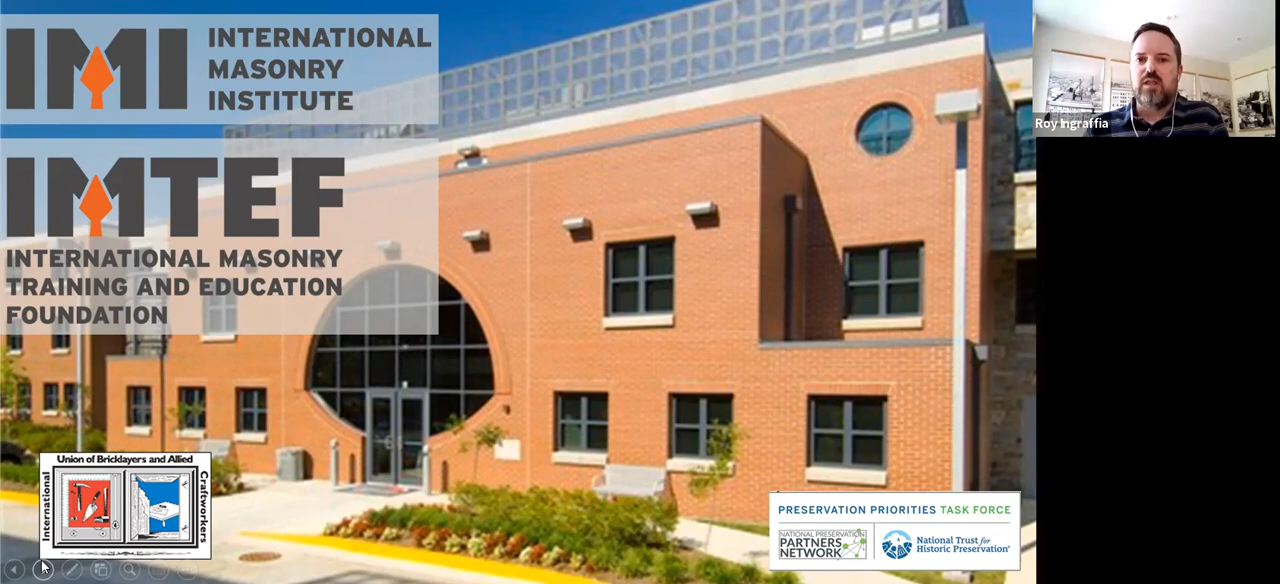 IMI
INTERNATIONAL
MASONRY
INSTITUTE
IMTEF
INTERNATIONAL MASONRY
TRAINING AND EDUCATION
FOUNDATION
Roy Ingraffia
Union of Bricklayers and Allied
International
Craftworkers
PRESERVATION PRIORITIES TASK FORCE
NATIONAL PRESERVATION
PARTNERS
NETWORK
National Trust for
Historic Preservation®